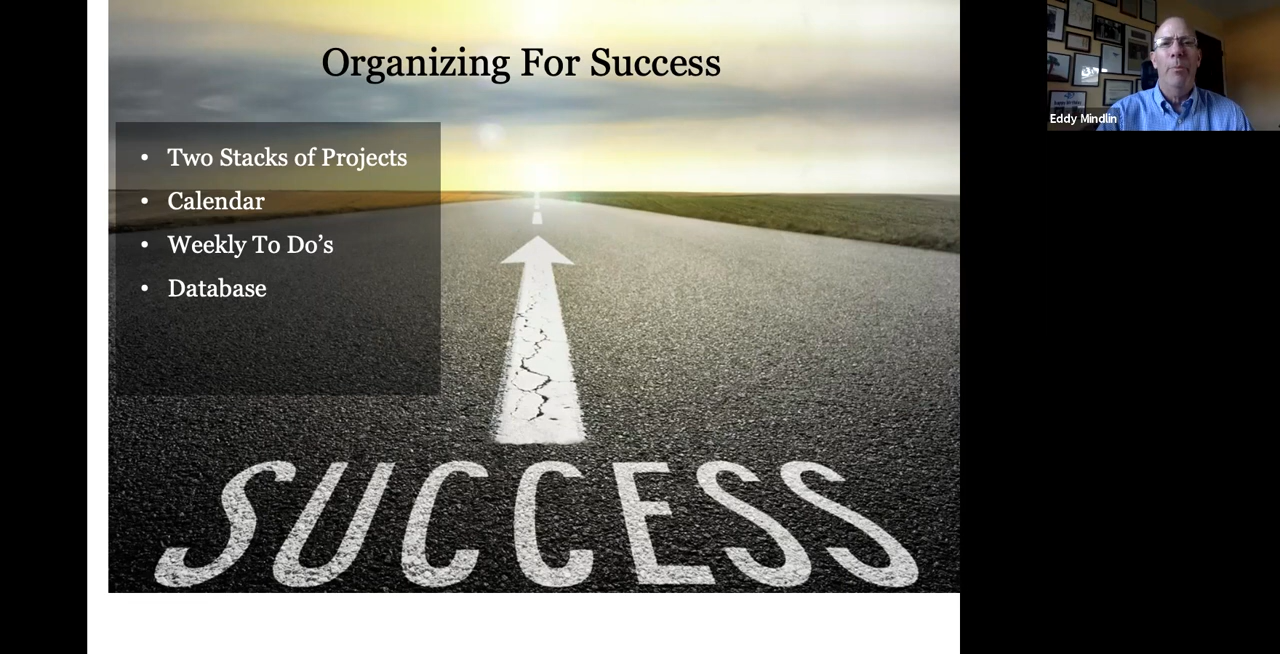 Organizing For Success
• Two Stacks of Projects
• Calendar
• Weekly To Do’s
• Database
SUCCESS
Eddy Mindlin